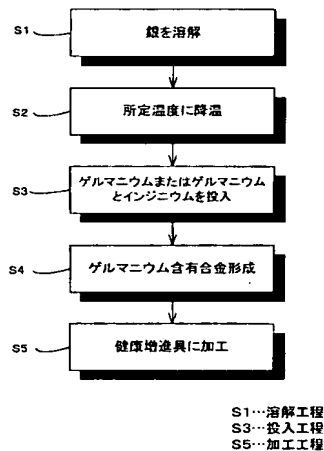 S1
銀を溶解
S2
所定温度に降温
S3
ゲルマニウムまたはゲルマニウム
とインジニウムを投入
S4
ゲルマニウム含有合金形成
S5
健康増進具に加工
S1…溶解工程
S3…投入工程
S5…加工工程